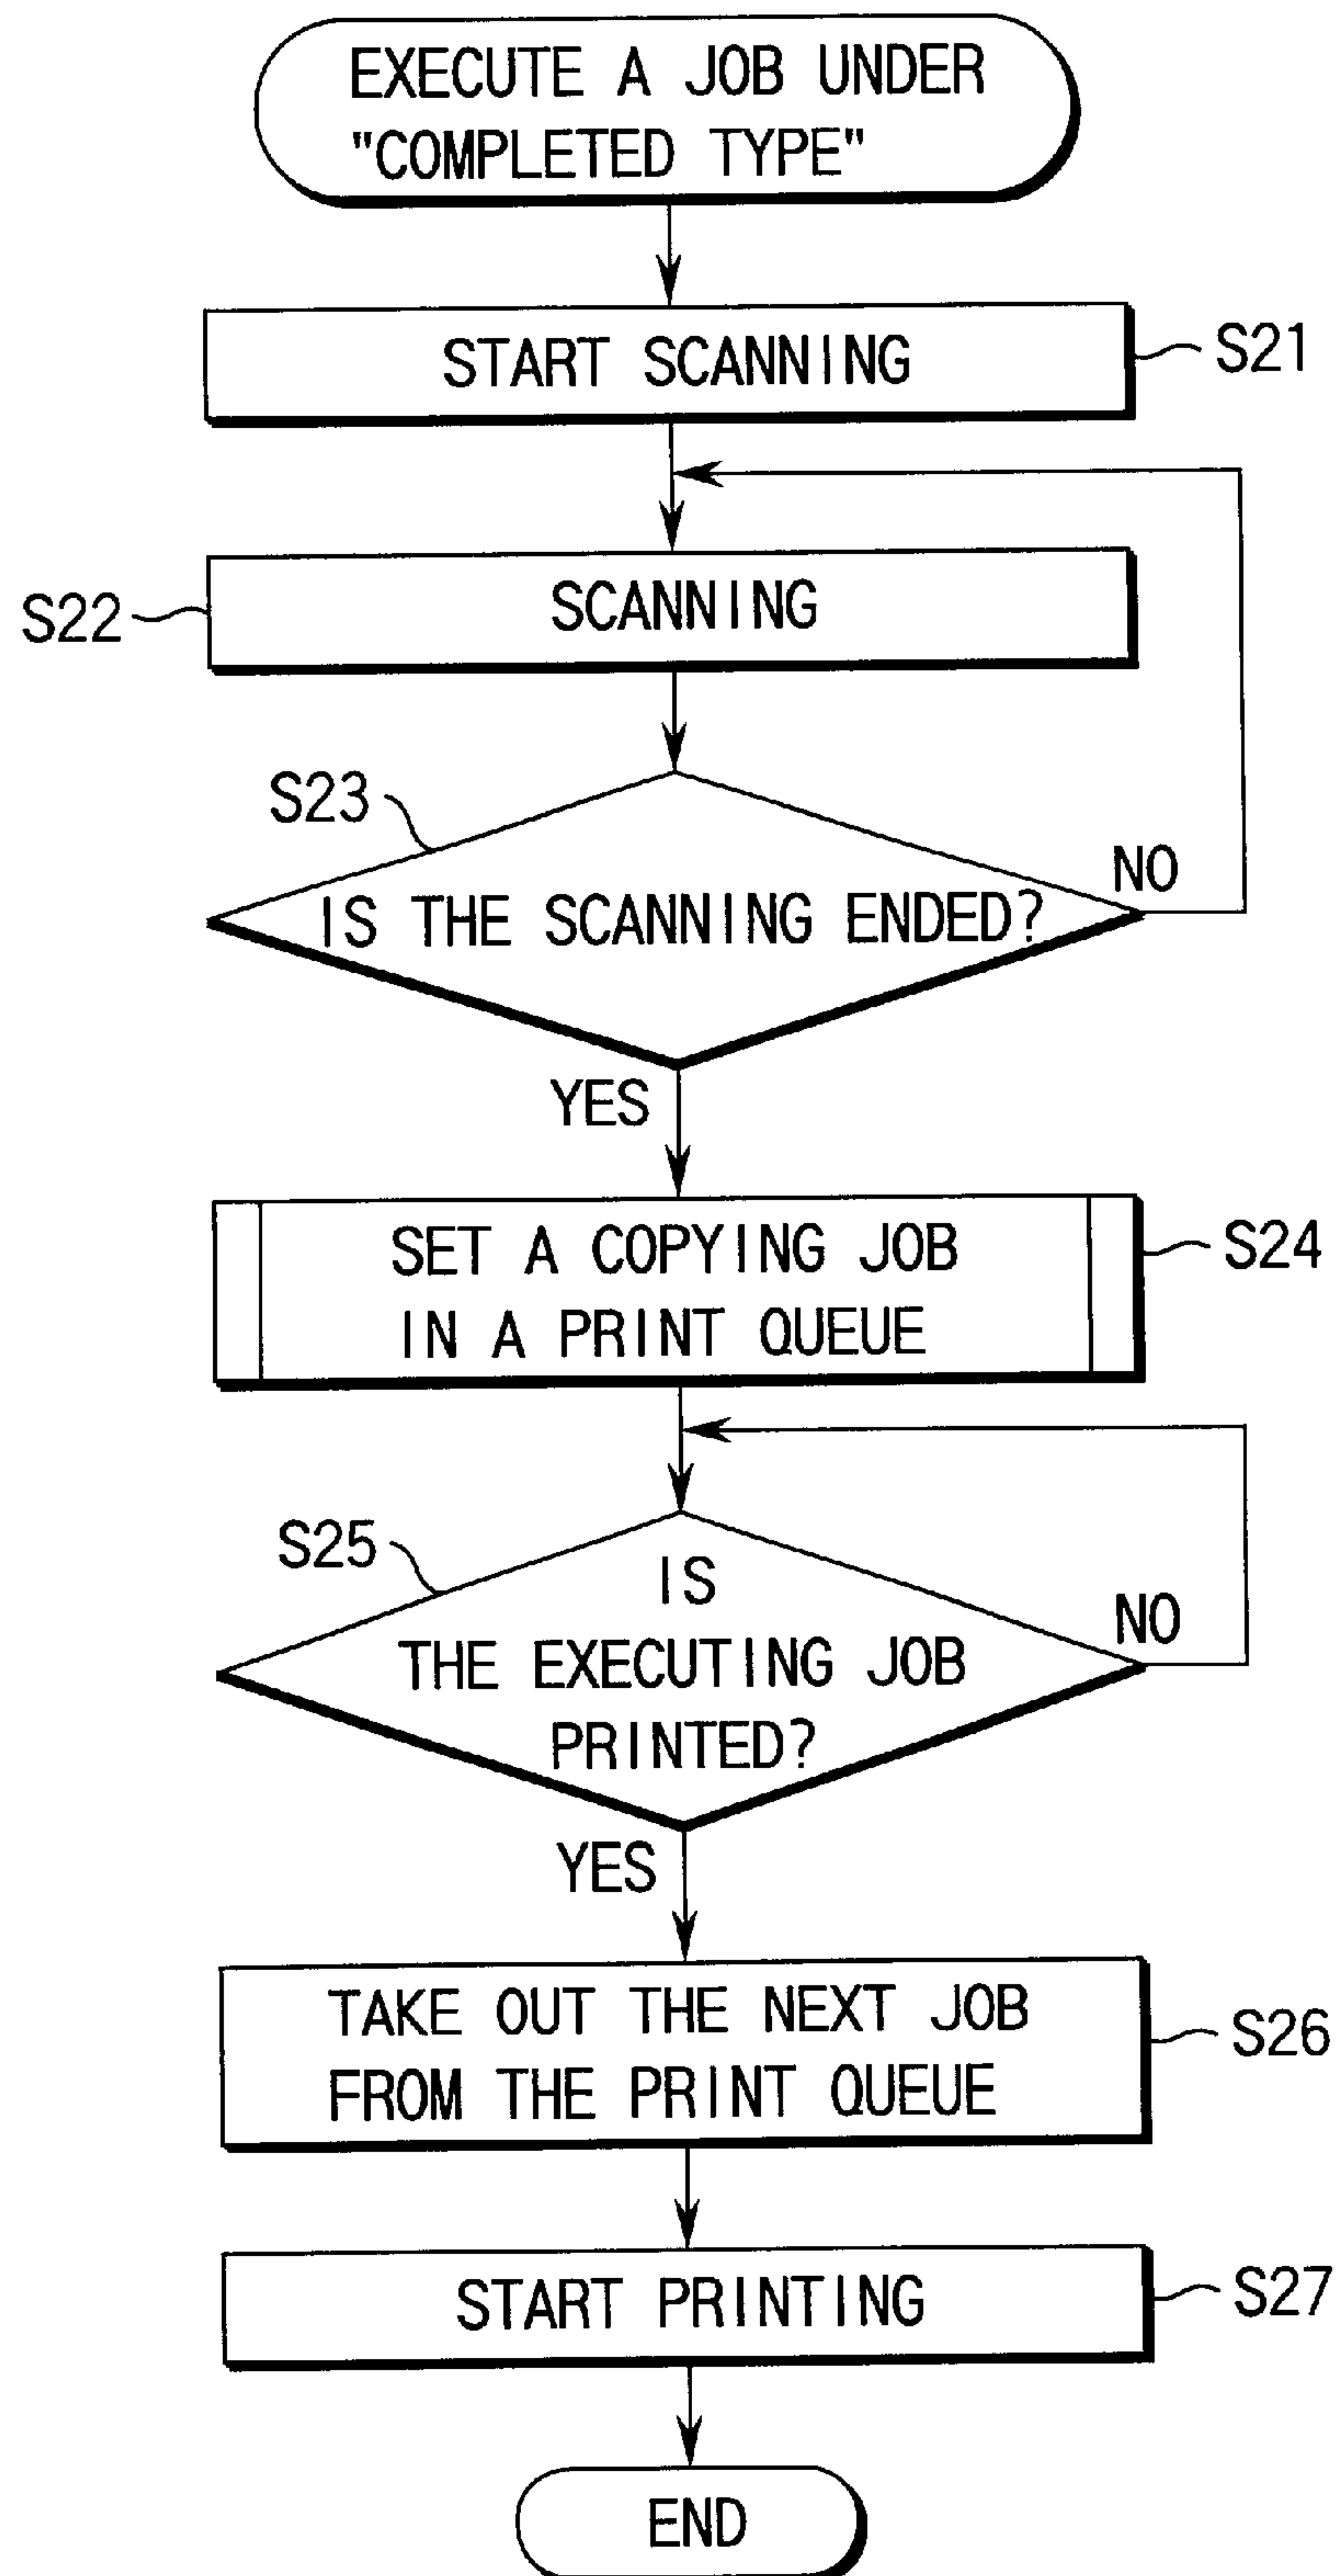 EXECUTE A JOB UNDER
"COMPLETED TYPE"
START SCANNING
S21
S22
SCANNING
S23
IS THE SCANNING ENDED?
NO
YES
SET A COPYING JOB
IN A PRINT QUEUE
S24
S25
IS
THE EXECUTING JOB
PRINTED?
NO
YES
TAKE OUT THE NEXT JOB
FROM THE PRINT QUEUE
S26
START PRINTING
S27
END